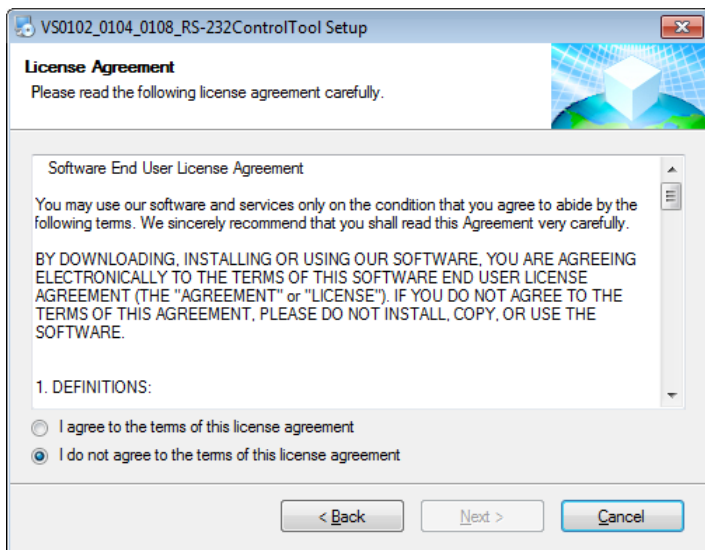 VS0102_0104_0108_RS-232ControlTool Setup
License Agreement
Please read the following license agreement carefully.
Software End User License Agreement
You may use our software and services only on the condition that you agree to abide by the
following terms. We sincerely recommend that you shall read this Agreement very carefully.
BY DOWNLOADING, INSTALLING OR USING OUR SOFTWARE, YOU ARE AGREEING
ELECTRONICALLY TO THE TERMS OF THIS SOFTWARE END USER LICENSE
AGREEMENT (THE "AGREEMENT" or "LICENSE"). IF YOU DO NOT AGREE TO THE
TERMS OF THIS AGREEMENT, PLEASE DO NOT INSTALL, COPY, OR USE THE
SOFTWARE.
1. DEFINITIONS:
I agree to the terms of this license agreement
I do not agree to the terms of this license agreement
< Back
Next >
Cancel